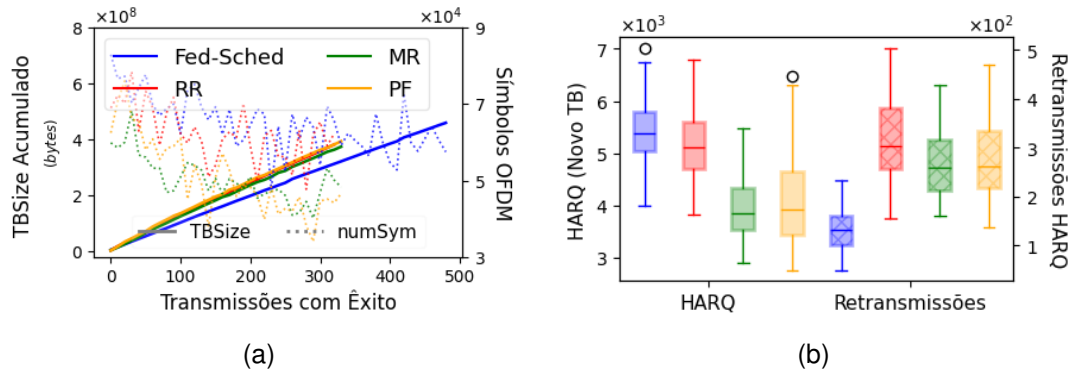 ×10⁸
×10⁴
8
6
4
2
0
TBSize Acumulado
(bytes)
9
7
5
3
Símbolos OFDM
Fed-Sched
RR
MR
PF
TBSize
numSym
0
100
200
300
400
500
Transmissões com Êxito
(a)
×10³
×10²
7
6
5
4
3
HARQ (Novo TB)
5
4
3
2
1
Retransmissões HARQ
HARQ
Retransmissões
(b)